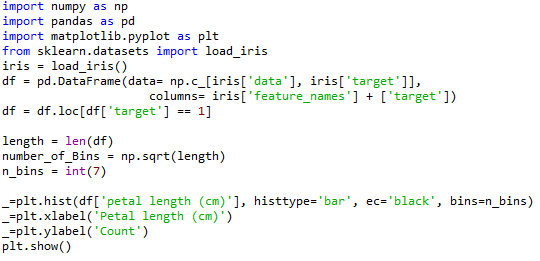 import numpy as np
import pandas as pd
import matplotlib.pyplot as plt
from sklearn.datasets import load_iris
iris = load_iris()
df = pd.DataFrame(data= np.c_[iris['data'], iris['target']],
                     columns= iris['feature_names'] + ['target'])
df = df.loc[df['target'] == 1]

length = len(df)
number_of_Bins = np.sqrt(length)
n_bins = int(7)

_=plt.hist(df['petal length (cm)'], histtype='bar', ec='black', bins=n_bins)
_=plt.xlabel('Petal length (cm)')
_=plt.ylabel('Count')
plt.show()